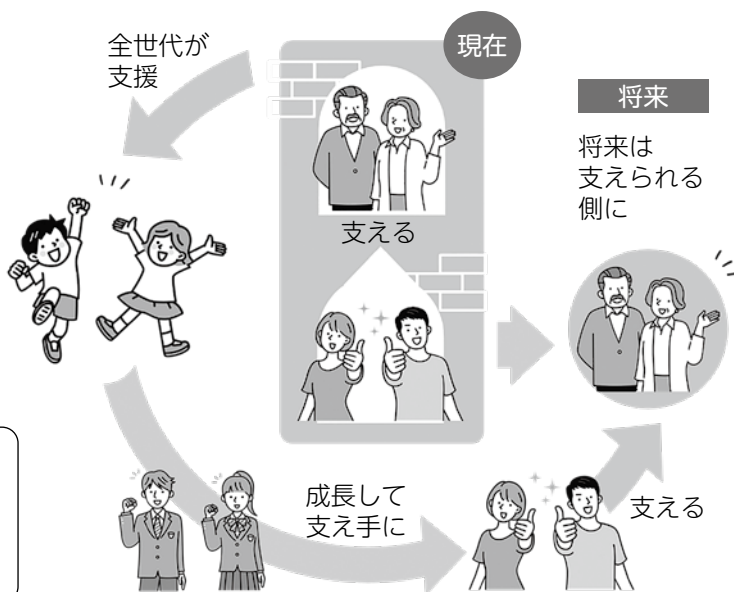 全世代が
支援
現在
支える
将来
将来は
支えられる
側に
成長して
支え手に
支える